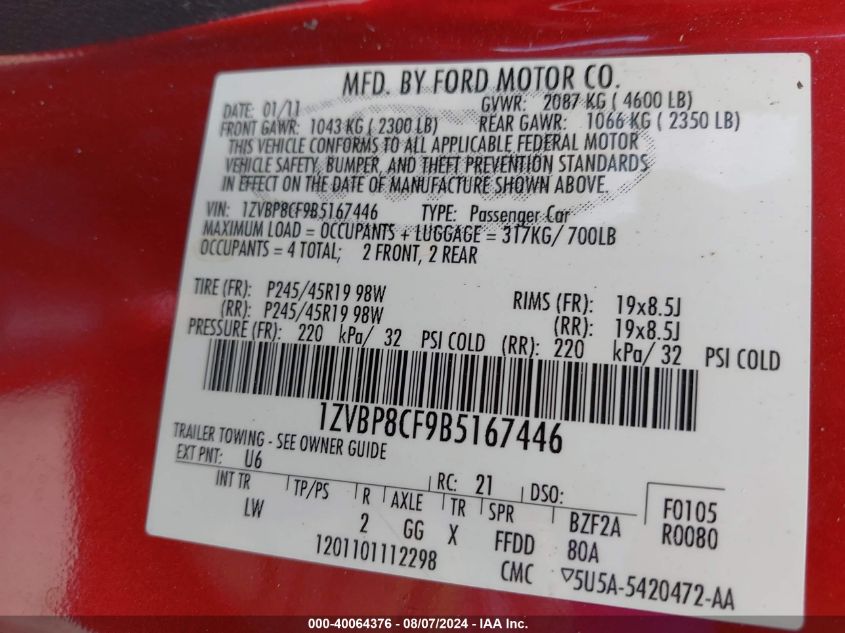 MFD. BY FORD MOTOR CO.
DATE: 01/11 GVWR: 2087 KG ( 4600 LB)
FRONT GAWR: 1043 KG ( 2300 LB) REAR GAWR: 1066 KG ( 2350 LB)
THIS VEHICLE CONFORMS TO ALL APPLICABLE FEDERAL MOTOR
VEHICLE SAFETY, BUMPER, AND THEFT PREVENTION STANDARDS
IN EFFECT ON THE DATE OF MANUFACTURE SHOWN ABOVE.
VIN: 1ZVBP8CF9B5167446 TYPE: Passenger Car
MAXIMUM LOAD = OCCUPANTS + LUGGAGE = 317KG/ 700LB
OCCUPANTS = 4 TOTAL; 2 FRONT, 2 REAR
TIRE (FR): P245/45R19 98W RIMS (FR): 19x8.5J
(RR): P245/45R19 98W (RR): 19x8.5J
PRESSURE (FR): 220 kPa/ 32 PSI COLD (RR): 220 kPa/ 32 PSI COLD
1ZVBP8CF9B5167446
TRAILER TOWING - SEE OWNER GUIDE
EXT PNT: U6 RC: 21 DSO: F0105
INT TR TP/PS R AXLE TR SPR BZF2A R0080
LW 2 GG X FFDD 80A
1201101112298 CMC ▽5U5A-5420472-AA
000-40064376 - 08/07/2024 - IAAI.com